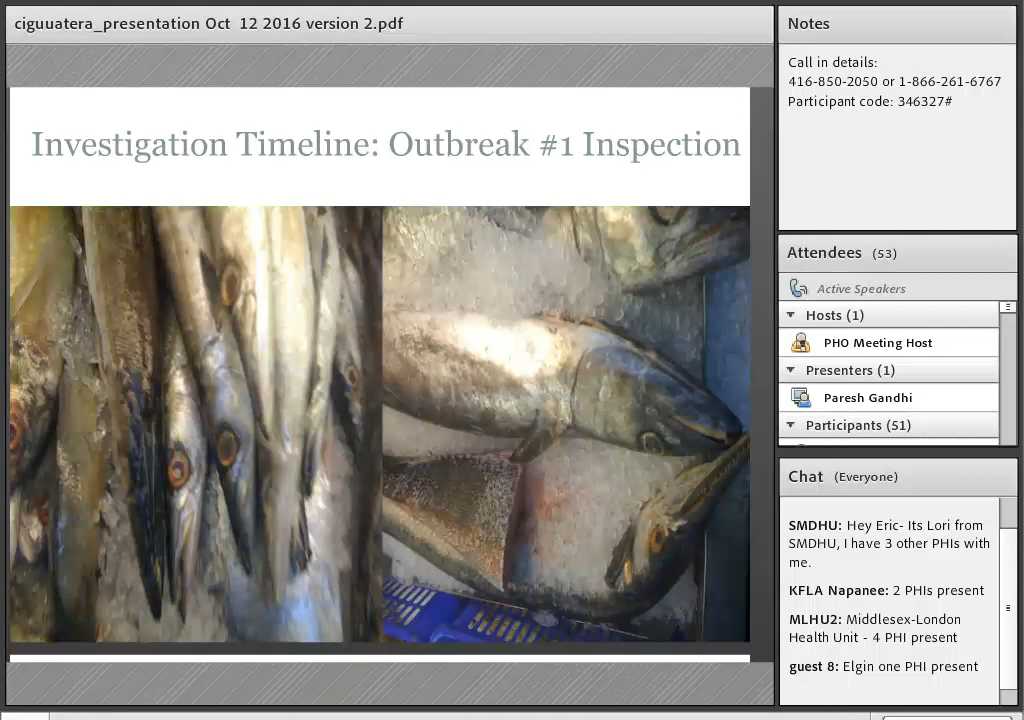 ciguuatera_presentation Oct  12 2016 version 2.pdf
Investigation Timeline: Outbreak #1 Inspection
Notes
Call in details:
416-850-2050 or 1-866-261-6767
Participant code: 346327#
Attendees (53)
Active Speakers
Hosts (1)
PHO Meeting Host
Presenters (1)
Paresh Gandhi
Participants (51)
Chat (Everyone)
SMDHU: Hey Eric- Its Lori from
SMDHU, I have 3 other PHIs with
me.
KFLA Napanee: 2 PHIs present
MLHU2: Middlesex-London
Health Unit - 4 PHI present
guest 8: Elgin one PHI present